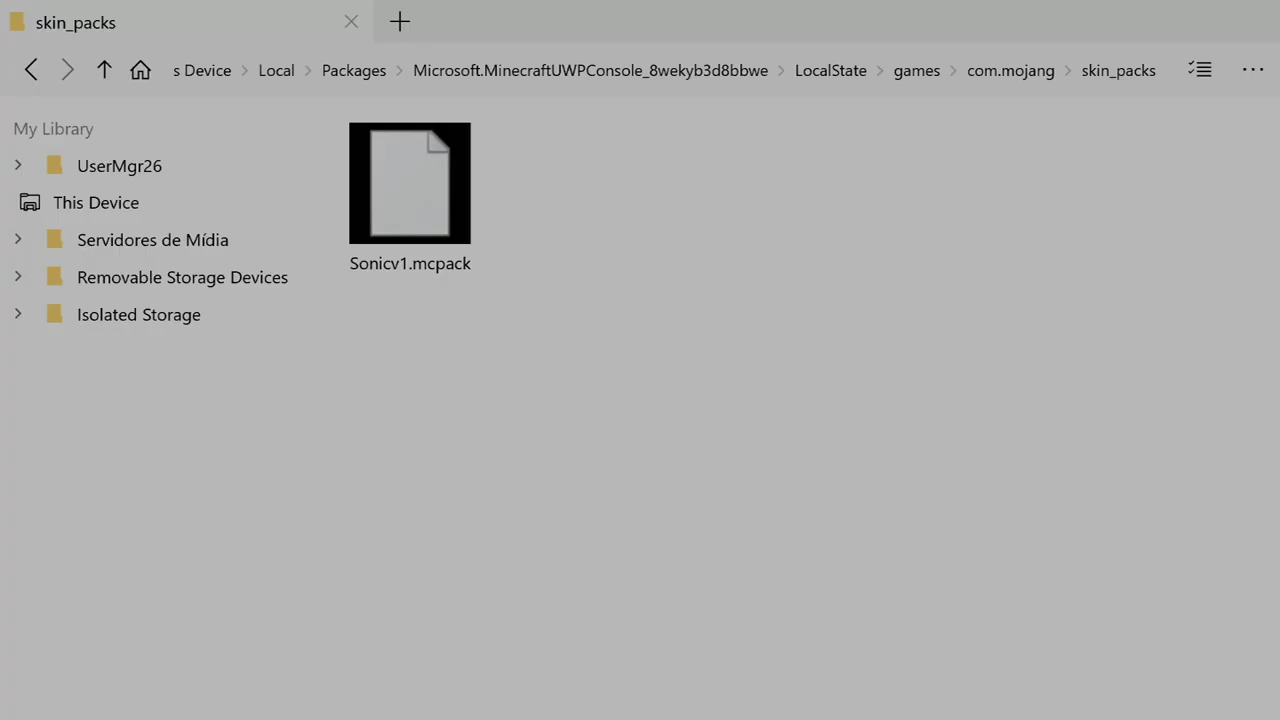 skin_packs
s Device > Local > Packages > Microsoft.MinecraftUWPConsole_8wekyb3d8bbwe > LocalState > games > com.mojang > skin_packs
My Library
UserMgr26
This Device
Servidores de Mídia
Removable Storage Devices
Isolated Storage
Sonicv1.mcpack